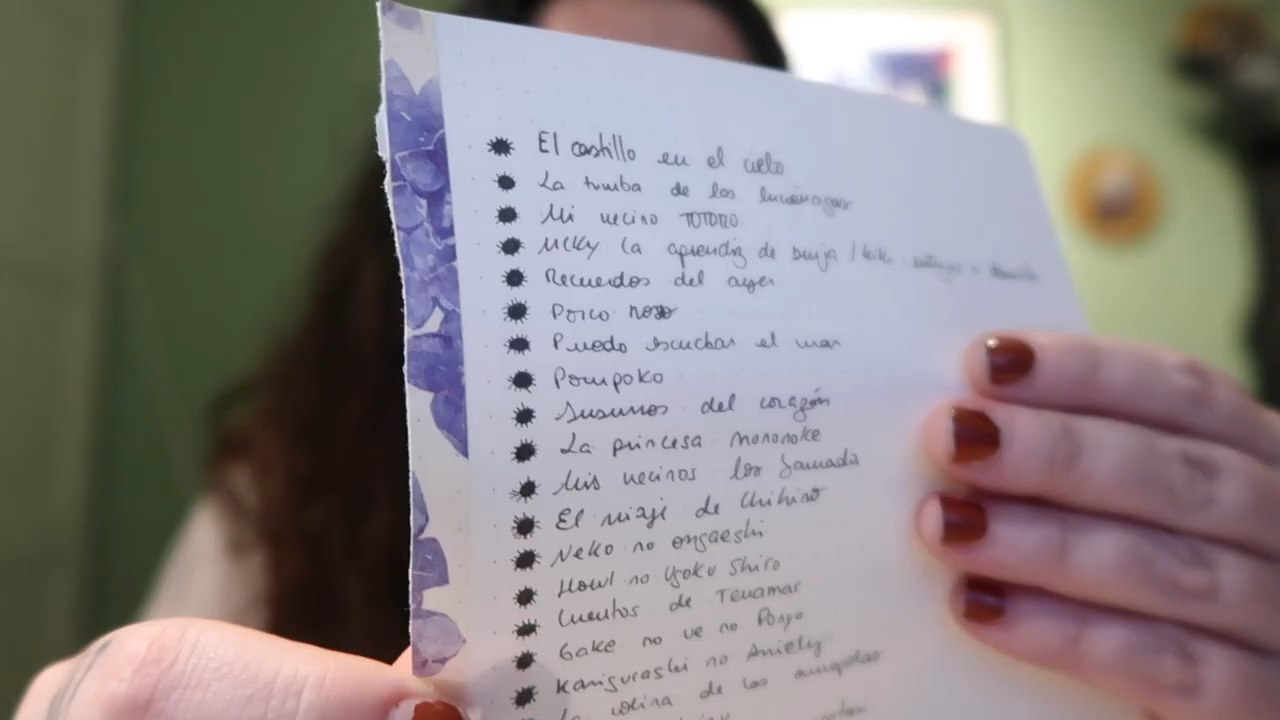 El castillo en el cielo
La tumba de las luciérnagas
Mi vecino TOTORO
Nicky la aprendiz de bruja / kiki
Recuerdos del ayer
Porco rosso
Puedo escuchar el mar
Pompoko
Susurros del corazón
La princesa mononoke
Mis vecinos los Yamada
El viaje de Chihiro
Neko no ongaeshi
Howl no Ugoku Shiro
Cuentos de Terramar
Gake no ue no Ponyo
Karigurashi no Arietty
La colina de las amapolas